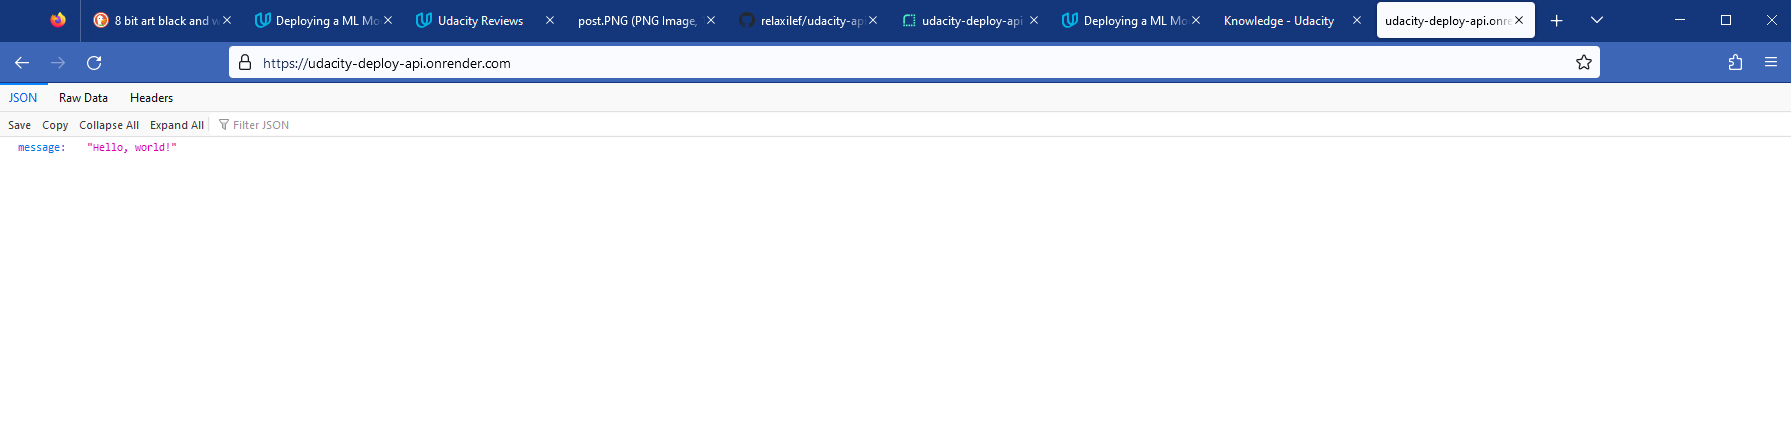 8 bit art black and w
Deploying a ML Mo
Udacity Reviews
post.PNG (PNG Image,
relaxilef/udacity-api
udacity-deploy-api
Deploying a ML Mo
Knowledge - Udacity
udacity-deploy-api.onre
https://udacity-deploy-api.onrender.com
JSON Raw Data Headers
Save Copy Collapse All Expand All Filter JSON
message: "Hello, world!"